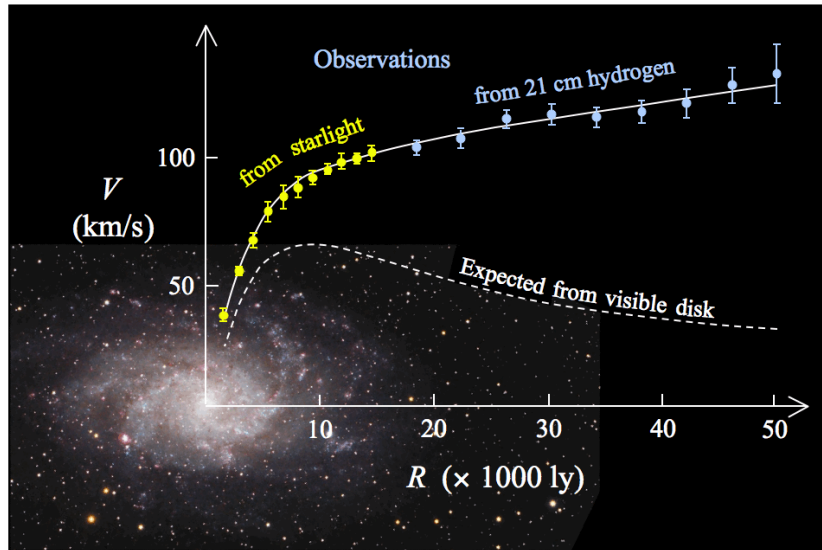 Observations
from 21 cm hydrogen
from starlight
100
V
(km/s)
50
Expected from visible disk
10 20 30 40 50
R (× 1000 ly)